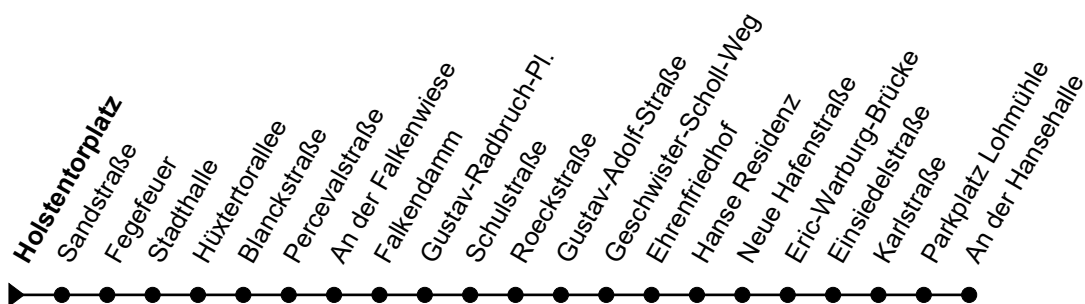 Holstentorplatz
Sandstraße
Fegefeuer
Stadthalle
Hüxtertorallee
Blanckstraße
Percevalstraße
An der Falkenwiese
Falkendamm
Gustav-Radbruch-Pl.
Schulstraße
Roeckstraße
Gustav-Adolf-Straße
Geschwister-Scholl-Weg
Ehrenfriedhof
Hanse Residenz
Neue Hafenstraße
Eric-Warburg-Brücke
Einsiedelstraße
Karlstraße
Parkplatz Lohmühle
An der Hansehalle